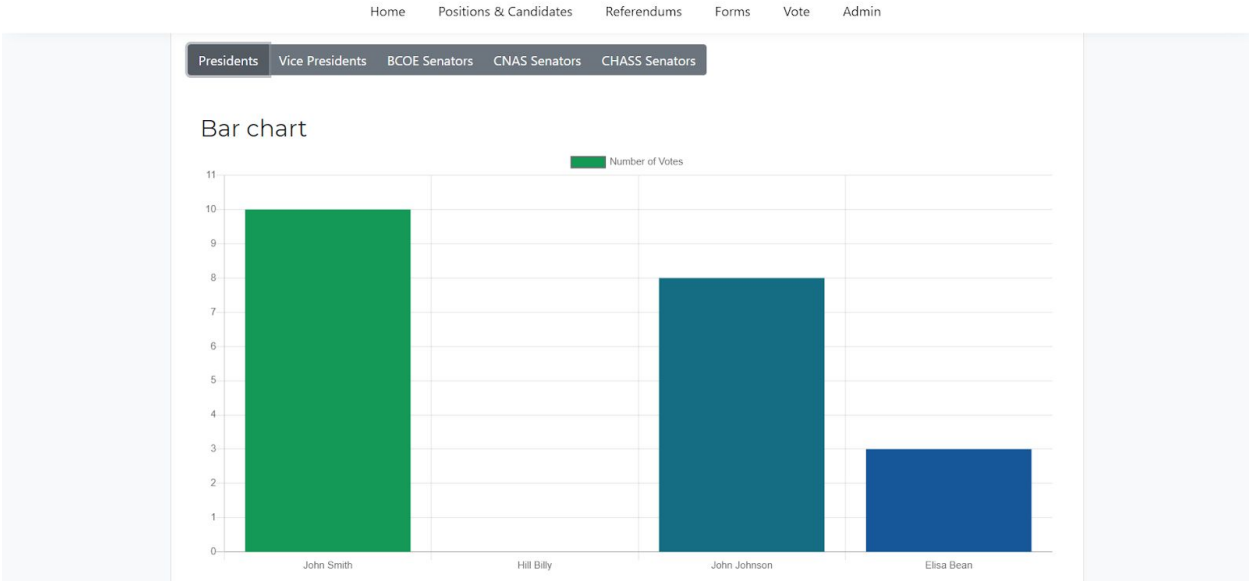 Home Positions & Candidates Referendums Forms Vote Admin
Presidents Vice Presidents BCOE Senators CNAS Senators CHASS Senators
Bar chart
Number of Votes
11
10
9
8
7
6
5
4
3
2
1
0
John Smith Hill Billy John Johnson Elisa Bean